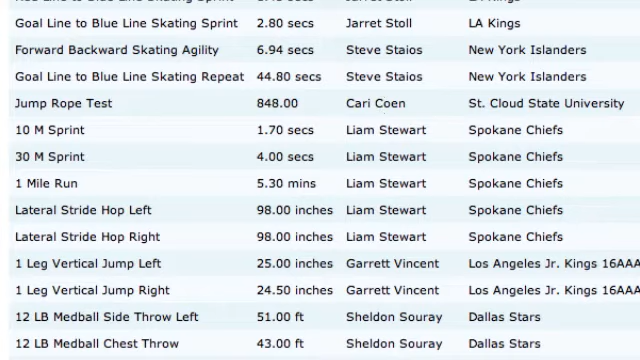 Goal Line to Blue Line Skating Sprint 2.80 secs Jarret Stoll LA Kings
Forward Backward Skating Agility 6.94 secs Steve Staios New York Islanders
Goal Line to Blue Line Skating Repeat 44.80 secs Steve Staios New York Islanders
Jump Rope Test 848.00 Cari Coen St. Cloud State University
10 M Sprint 1.70 secs Liam Stewart Spokane Chiefs
30 M Sprint 4.00 secs Liam Stewart Spokane Chiefs
1 Mile Run 5.30 mins Liam Stewart Spokane Chiefs
Lateral Stride Hop Left 98.00 inches Liam Stewart Spokane Chiefs
Lateral Stride Hop Right 98.00 inches Liam Stewart Spokane Chiefs
1 Leg Vertical Jump Left 25.00 inches Garrett Vincent Los Angeles Jr. Kings 16AAA
1 Leg Vertical Jump Right 24.50 inches Garrett Vincent Los Angeles Jr. Kings 16AAA
12 LB Medball Side Throw Left 51.00 ft Sheldon Souray Dallas Stars
12 LB Medball Chest Throw 43.00 ft Sheldon Souray Dallas Stars